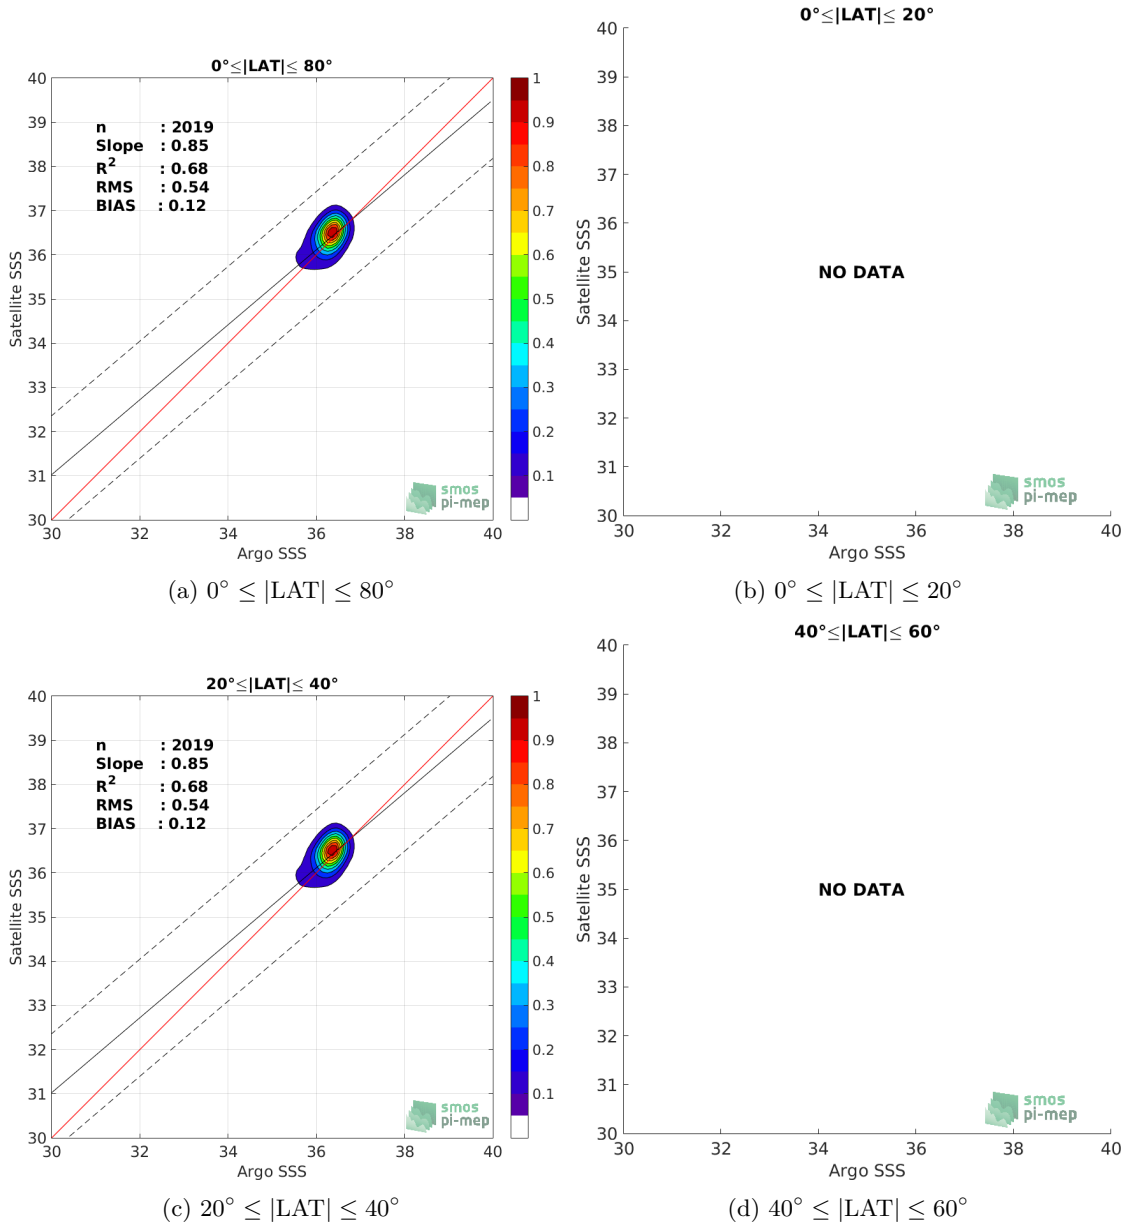 0°≤|LAT|≤ 80°
40
39
38
37
36
35
34
33
32
31
30
30 32 34 36 38 40
Satellite SSS
Argo SSS
n : 2019
Slope : 0.85
R² : 0.68
RMS : 0.54
BIAS : 0.12
smos
pi-mep
1
0.9
0.8
0.7
0.6
0.5
0.4
0.3
0.2
0.1
(a) 0° ≤ |LAT| ≤ 80°
0°≤|LAT|≤ 20°
40
39
38
37
36
35
34
33
32
31
30
30 32 34 36 38 40
Satellite SSS
Argo SSS
NO DATA
smos
pi-mep
(b) 0° ≤ |LAT| ≤ 20°
20°≤|LAT|≤ 40°
40
39
38
37
36
35
34
33
32
31
30
30 32 34 36 38 40
Satellite SSS
Argo SSS
n : 2019
Slope : 0.85
R² : 0.68
RMS : 0.54
BIAS : 0.12
smos
pi-mep
1
0.9
0.8
0.7
0.6
0.5
0.4
0.3
0.2
0.1
(c) 20° ≤ |LAT| ≤ 40°
40°≤|LAT|≤ 60°
40
39
38
37
36
35
34
33
32
31
30
30 32 34 36 38 40
Satellite SSS
Argo SSS
NO DATA
smos
pi-mep
(d) 40° ≤ |LAT| ≤ 60°